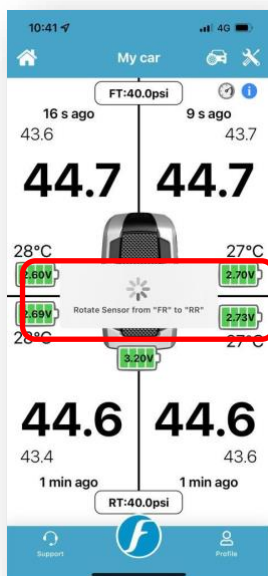 10:41
4G
My car
FT:40.0psi
16 s ago
9 s ago
43.6
43.7
44.7
44.7
28°C
27°C
2.60V
2.70V
Rotate Sensor from "FR" to "RR"
2.69V
2.73V
28°C
27°C
3.20V
44.6
44.6
43.4
43.6
1 min ago
1 min ago
RT:40.0psi
Support
Profile